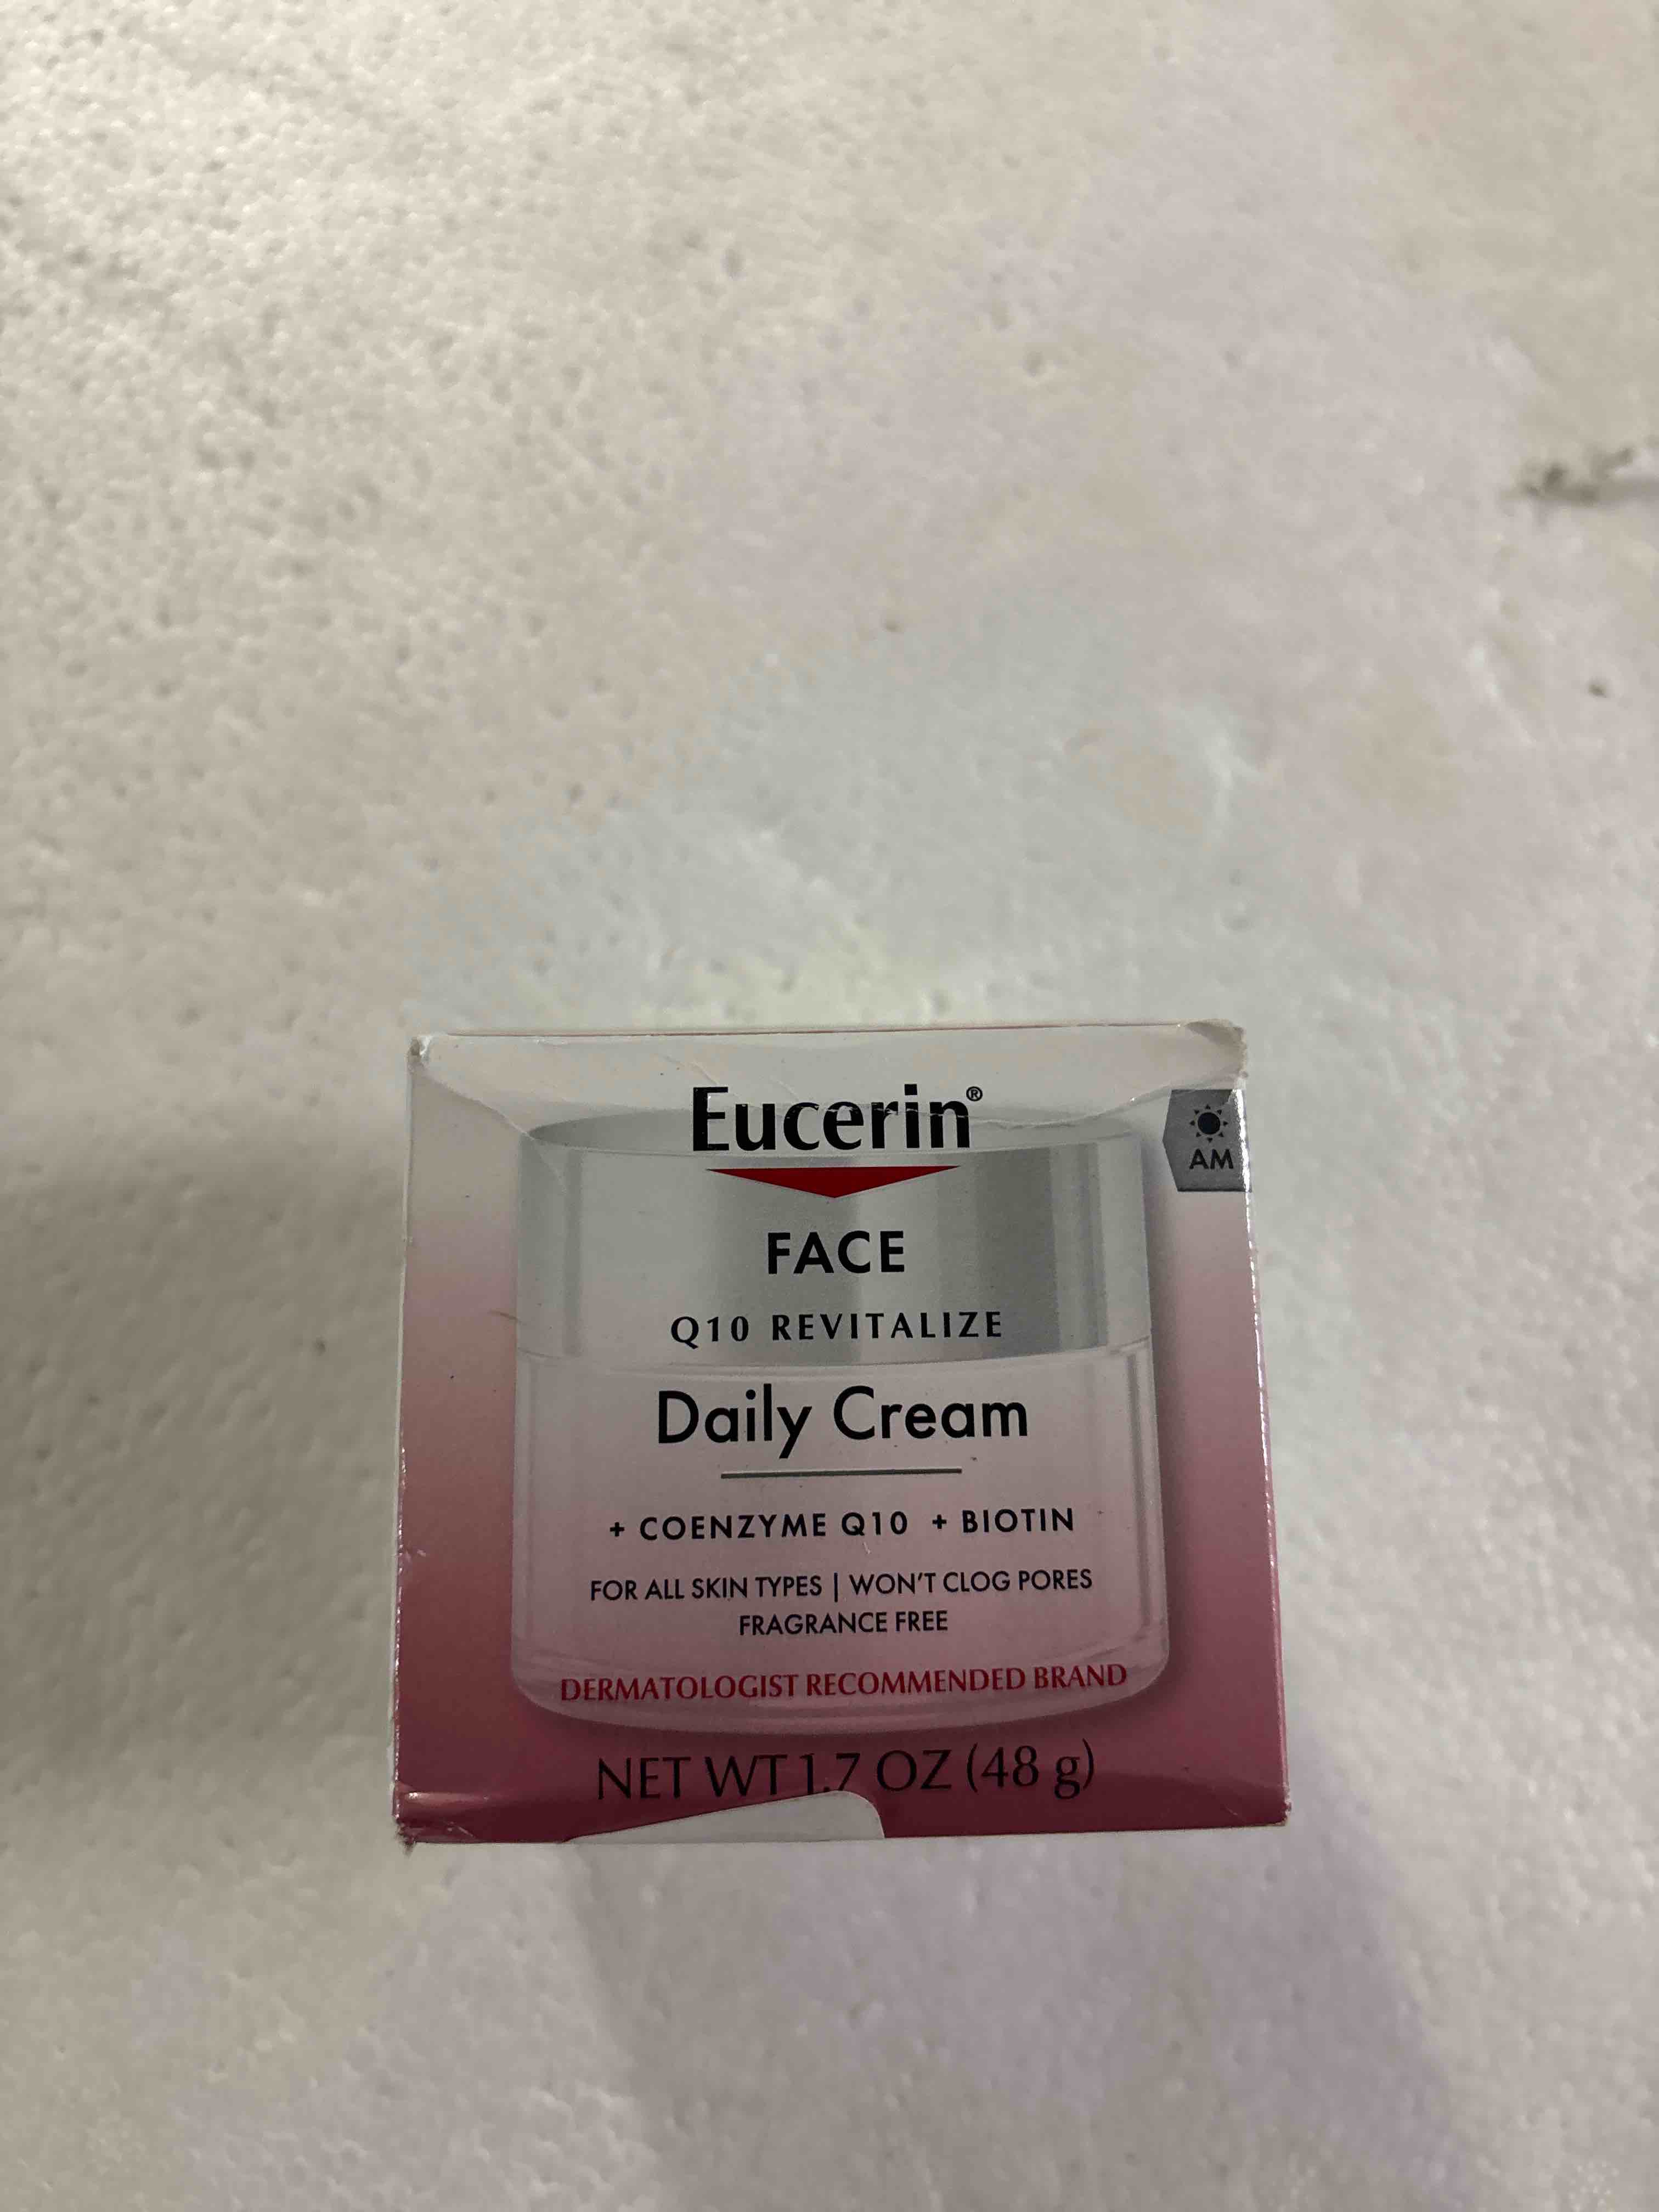 Eucerin®
AM
FACE
Q10 REVITALIZE
Daily Cream
+ COENZYME Q10 + BIOTIN
FOR ALL SKIN TYPES | WON'T CLOG PORES
FRAGRANCE FREE
DERMATOLOGIST RECOMMENDED BRAND
NET WT 1.7 OZ (48 g)